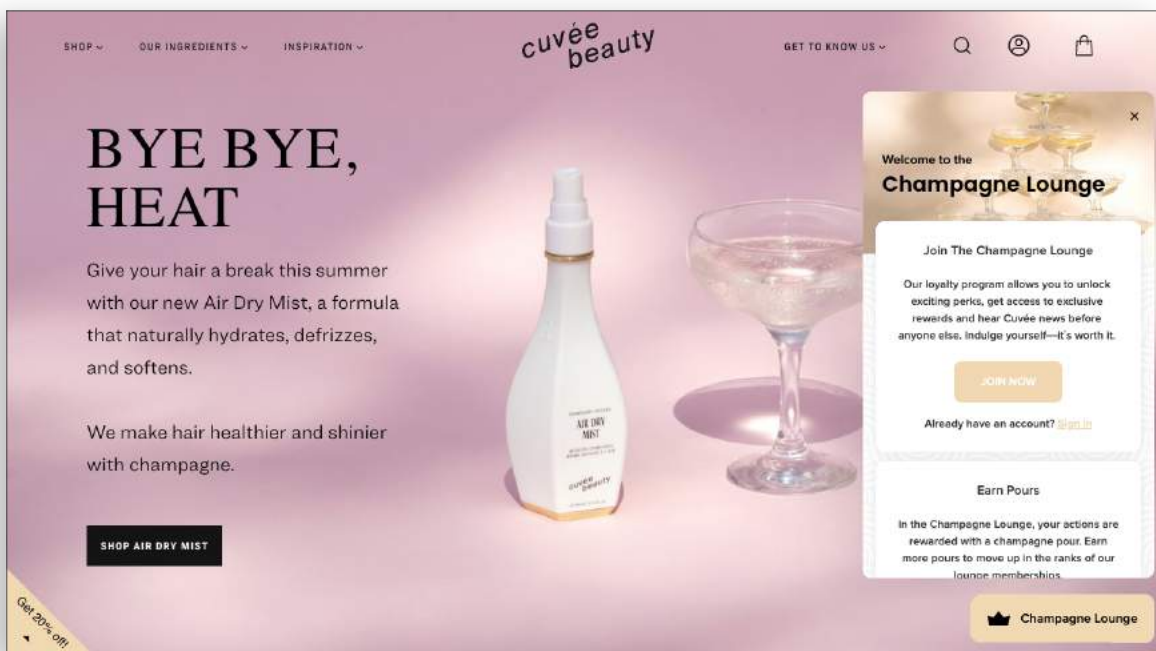 SHOP
OUR INGREDIENTS
INSPIRATION
cuvée
beauty
GET TO KNOW US
BYE BYE,
HEAT
Give your hair a break this summer
with our new Air Dry Mist, a formula
that naturally hydrates, defrizzes,
and softens.
We make hair healthier and shinier
with champagne.
SHOP AIR DRY MIST
Get 20% off!
AIR DRY
MIST
cuvée
beauty
Welcome to the
Champagne Lounge
Join The Champagne Lounge
Our loyalty program allows you to unlock
exciting perks, get access to exclusive
rewards and hear Cuvée news before
anyone else. Indulge yourself—it's worth it.
JOIN NOW
Already have an account? Sign in
Earn Pours
In the Champagne Lounge, your actions are
rewarded with a champagne pour. Earn
more pours to move up in the ranks of our
lounge memberships.
Champagne Lounge